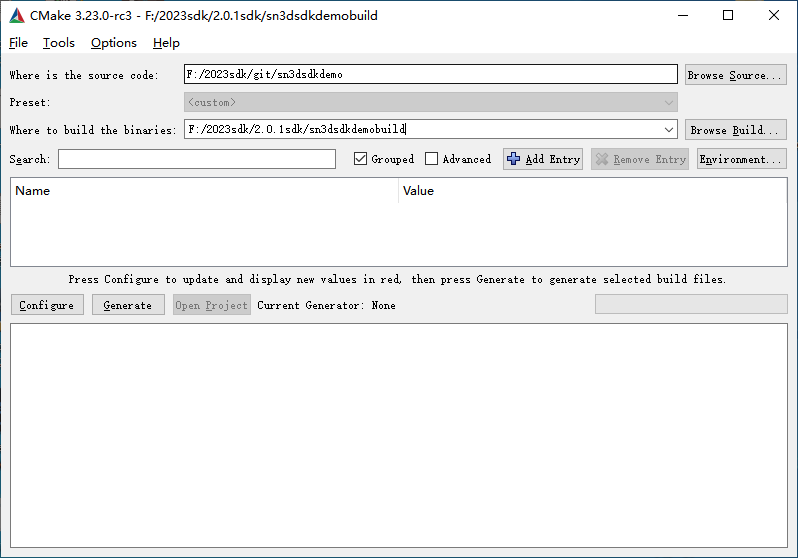 CMake 3.23.0-rc3 - F:/2023sdk/2.0.1sdk/sn3dsdkdemobuild
File Tools Options Help
Where is the source code: F:/2023sdk/git/sn3dsdkdemo Browse Source...
Preset: <custom>
Where to build the binaries: F:/2023sdk/2.0.1sdk/sn3dsdkdemobuild Browse Build...
Search: Grouped Advanced Add Entry Remove Entry Environment...
Name Value
Press Configure to update and display new values in red, then press Generate to generate selected build files.
Configure Generate Open Project Current Generator: None